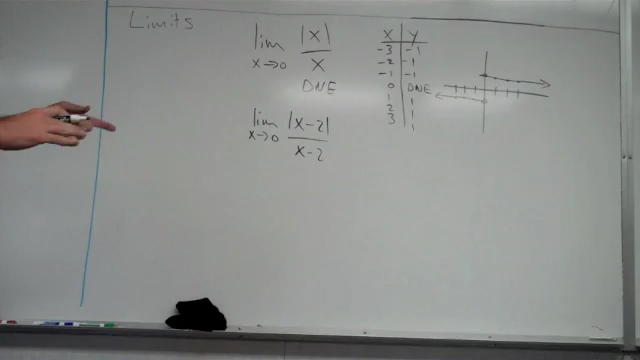 Limits
lim |x|
x→0 x
DNE
lim |x-2|
x→0 x-2
x y
-3 -1
-2 -1
-1 -1
0 DNE
1 1
2 1
3 1